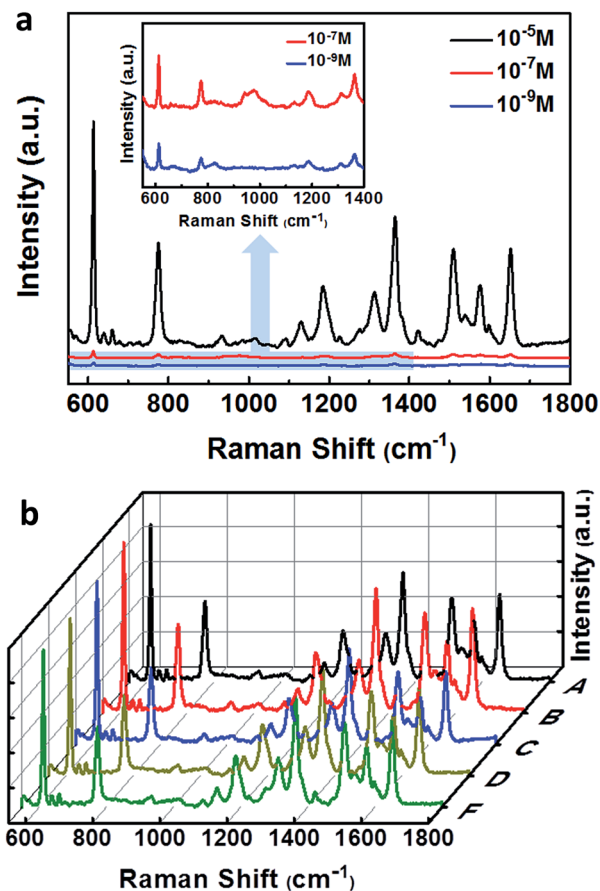 a
10⁻⁵M
10⁻⁷M
10⁻⁹M
Intensity (a.u.)
10⁻⁷M
10⁻⁹M
Intensity (a.u.)
600 800 1000 1200 1400
Raman Shift (cm⁻¹)
600 800 1000 1200 1400 1600 1800
Raman Shift (cm⁻¹)
b
Intensity (a.u.)
A
B
C
D
F
600 800 1000 1200 1400 1600 1800
Raman Shift (cm⁻¹)